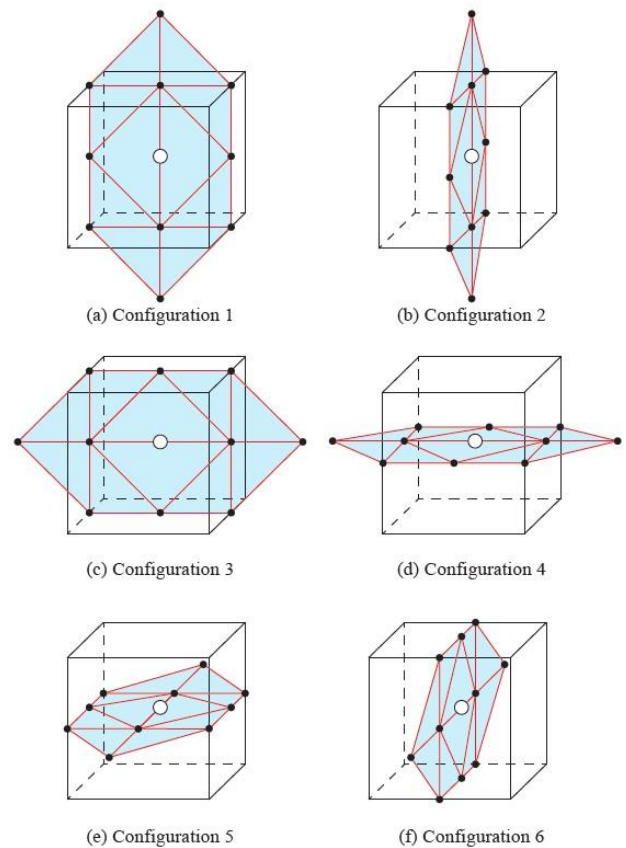 (a) Configuration 1
(b) Configuration 2
(c) Configuration 3
(d) Configuration 4
(e) Configuration 5
(f) Configuration 6